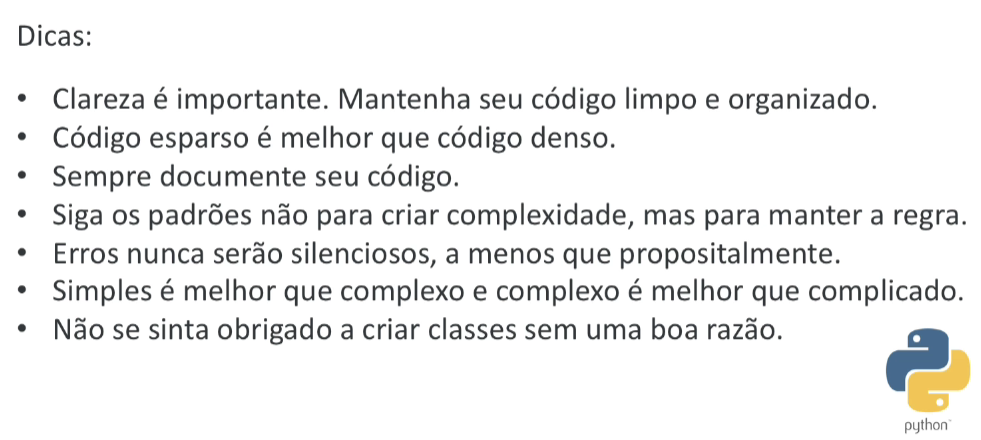 Dicas:
• Clareza é importante. Mantenha seu código limpo e organizado.
• Código esparso é melhor que código denso.
• Sempre documente seu código.
• Siga os padrões não para criar complexidade, mas para manter a regra.
• Erros nunca serão silenciosos, a menos que propositalmente.
• Simples é melhor que complexo e complexo é melhor que complicado.
• Não se sinta obrigado a criar classes sem uma boa razão.
python